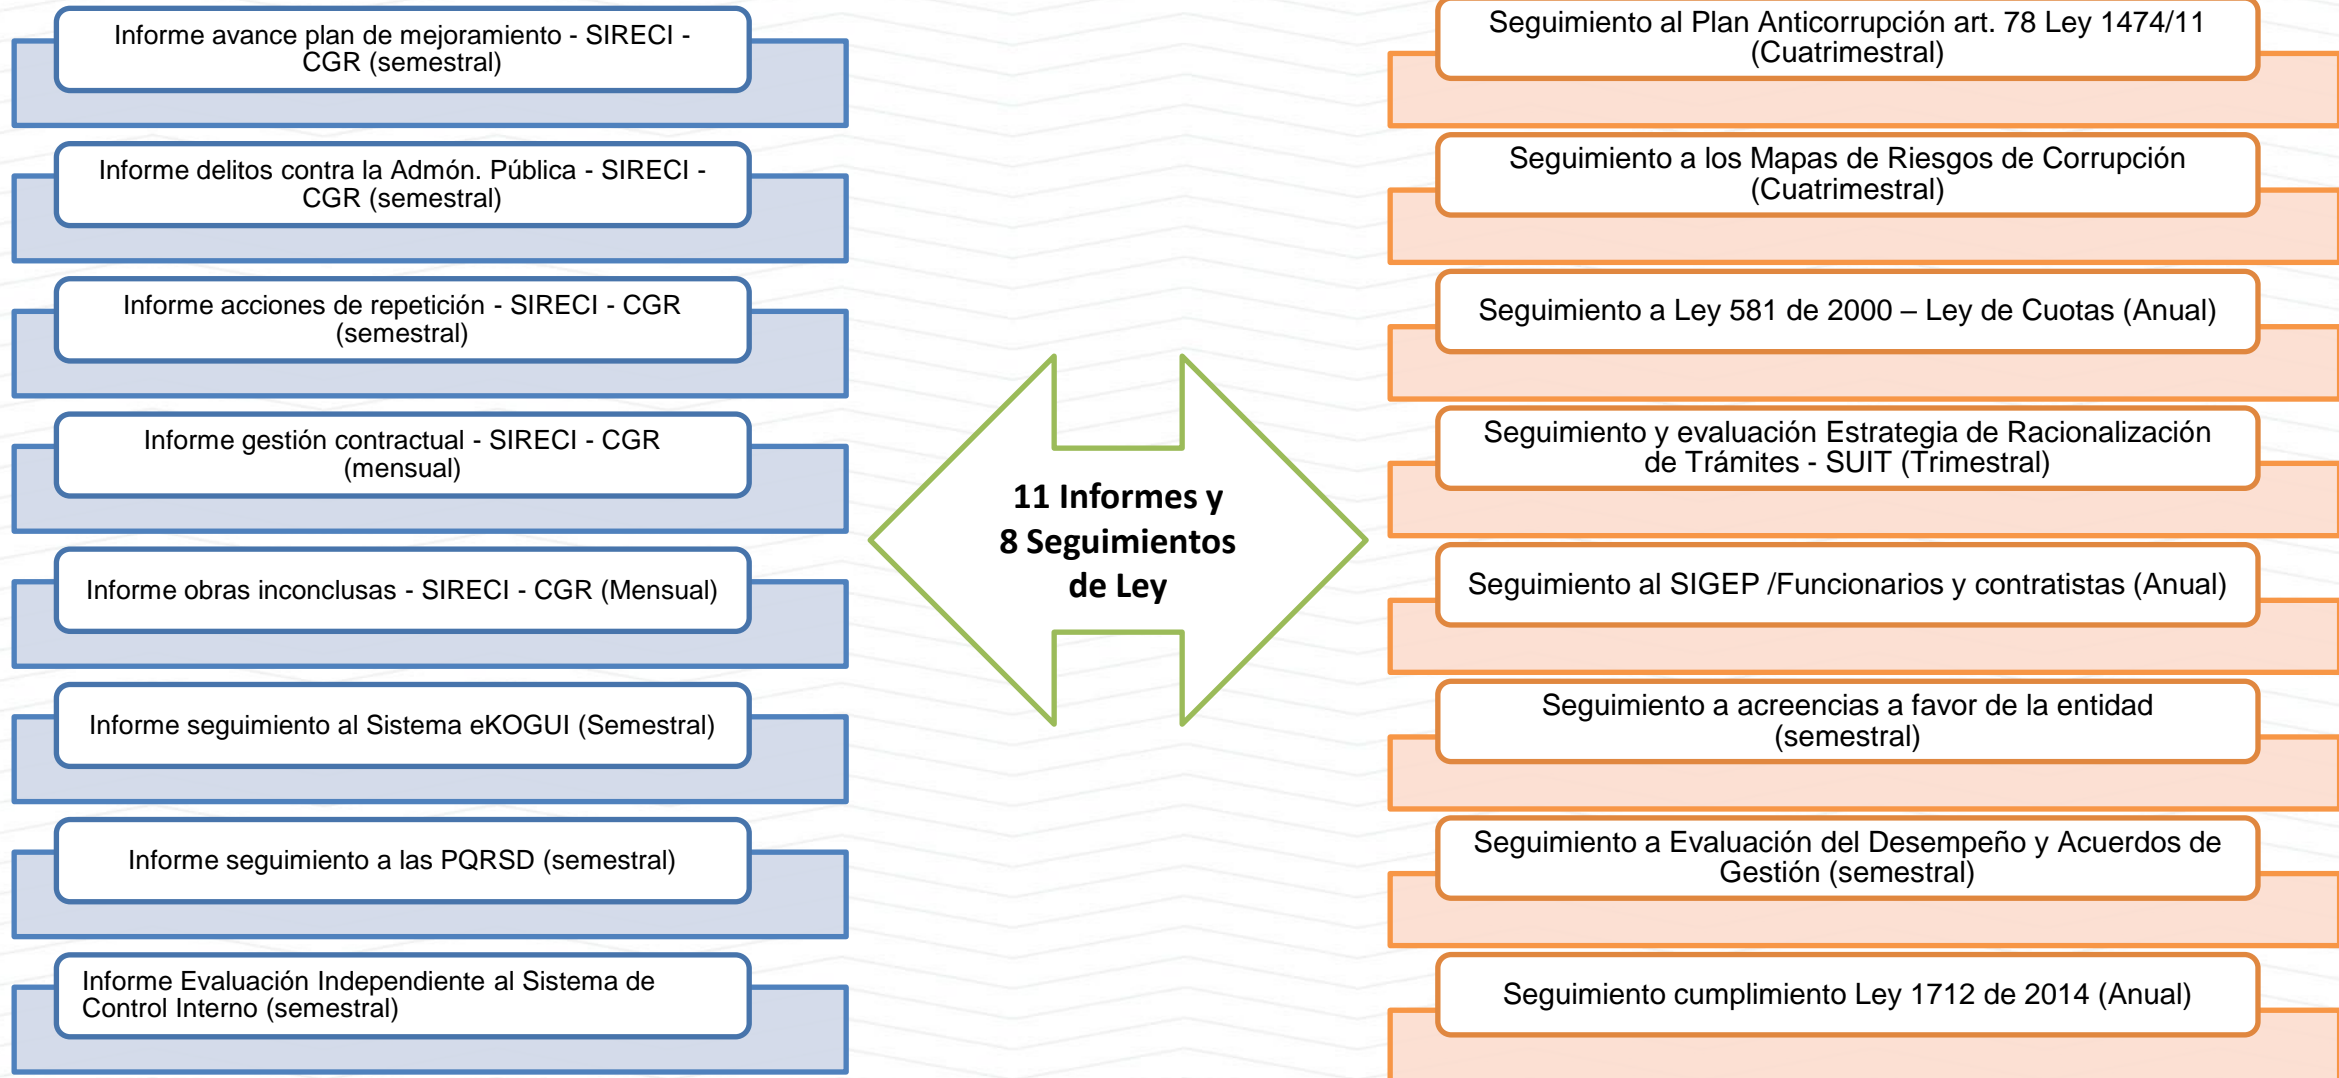 Informe avance plan de mejoramiento - SIRECI -
CGR (semestral)
Informe delitos contra la Admón. Pública - SIRECI -
CGR (semestral)
Informe acciones de repetición - SIRECI - CGR
(semestral)
Informe gestión contractual - SIRECI - CGR
(mensual)
Informe obras inconclusas - SIRECI - CGR (Mensual)
Informe seguimiento al Sistema eKOGUI (Semestral)
Informe seguimiento a las PQRSD (semestral)
Informe Evaluación Independiente al Sistema de
Control Interno (semestral)
11 Informes y
8 Seguimientos
de Ley
Seguimiento al Plan Anticorrupción art. 78 Ley 1474/11
(Cuatrimestral)
Seguimiento a los Mapas de Riesgos de Corrupción
(Cuatrimestral)
Seguimiento a Ley 581 de 2000 – Ley de Cuotas (Anual)
Seguimiento y evaluación Estrategia de Racionalización
de Trámites - SUIT (Trimestral)
Seguimiento al SIGEP /Funcionarios y contratistas (Anual)
Seguimiento a acreencias a favor de la entidad
(semestral)
Seguimiento a Evaluación del Desempeño y Acuerdos de
Gestión (semestral)
Seguimiento cumplimiento Ley 1712 de 2014 (Anual)